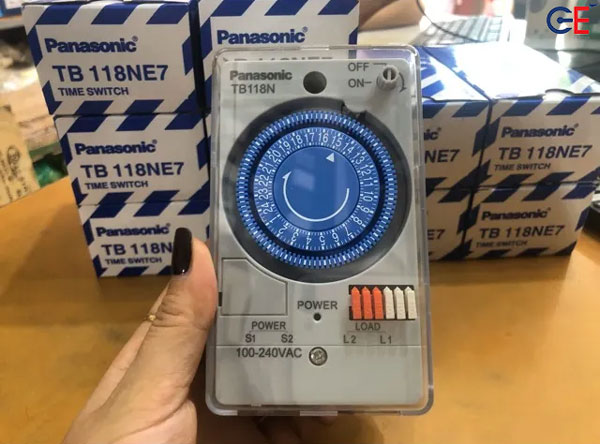 GE
Panasonic
TB 118NE7
TIME SWITCH
Panasonic
TB 118NE7
TIME SWITCH
Panasonic
TB 118N
Panasonic
TB 118NE7
TIME SWITCH
Panasonic
TB 118NE7
TIME SWITCH
Panasonic
TB118N
OFF
ON
POWER
POWER
S1 S2
100-240VAC
LOAD
L2 L1